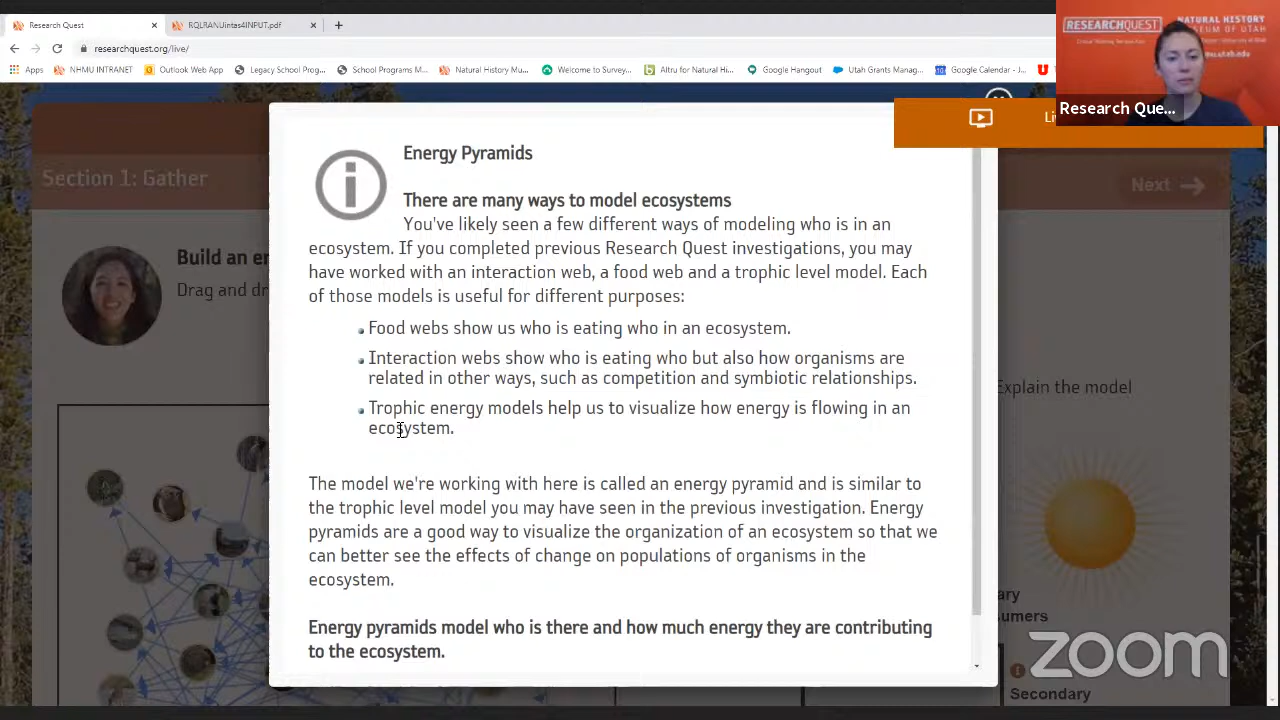 Research Quest
RQLRANUintas4INPUT.pdf
researchquest.org/live/
Apps
NHMU INTRANET
Outlook Web App
Legacy School Prog...
School Programs M...
Natural History Mu...
Welcome to Survey...
Altru for Natural Hi...
Google Hangout
Utah Grants Manag...
Google Calendar - J...
RESEARCHQUEST
NATURAL HISTORY
MUSEUM OF UTAH
Research Que...
Section 1: Gather
Next
Build an en
Drag and dr
Energy Pyramids
There are many ways to model ecosystems
You've likely seen a few different ways of modeling who is in an
ecosystem. If you completed previous Research Quest investigations, you may
have worked with an interaction web, a food web and a trophic level model. Each
of those models is useful for different purposes:
Food webs show us who is eating who in an ecosystem.
Interaction webs show who is eating who but also how organisms are
related in other ways, such as competition and symbiotic relationships.
Trophic energy models help us to visualize how energy is flowing in an
ecosystem.
The model we're working with here is called an energy pyramid and is similar to
the trophic level model you may have seen in the previous investigation. Energy
pyramids are a good way to visualize the organization of an ecosystem so that we
can better see the effects of change on populations of organisms in the
ecosystem.
Energy pyramids model who is there and how much energy they are contributing
to the ecosystem.
Explain the model
ary
umers
Secondary
zoom